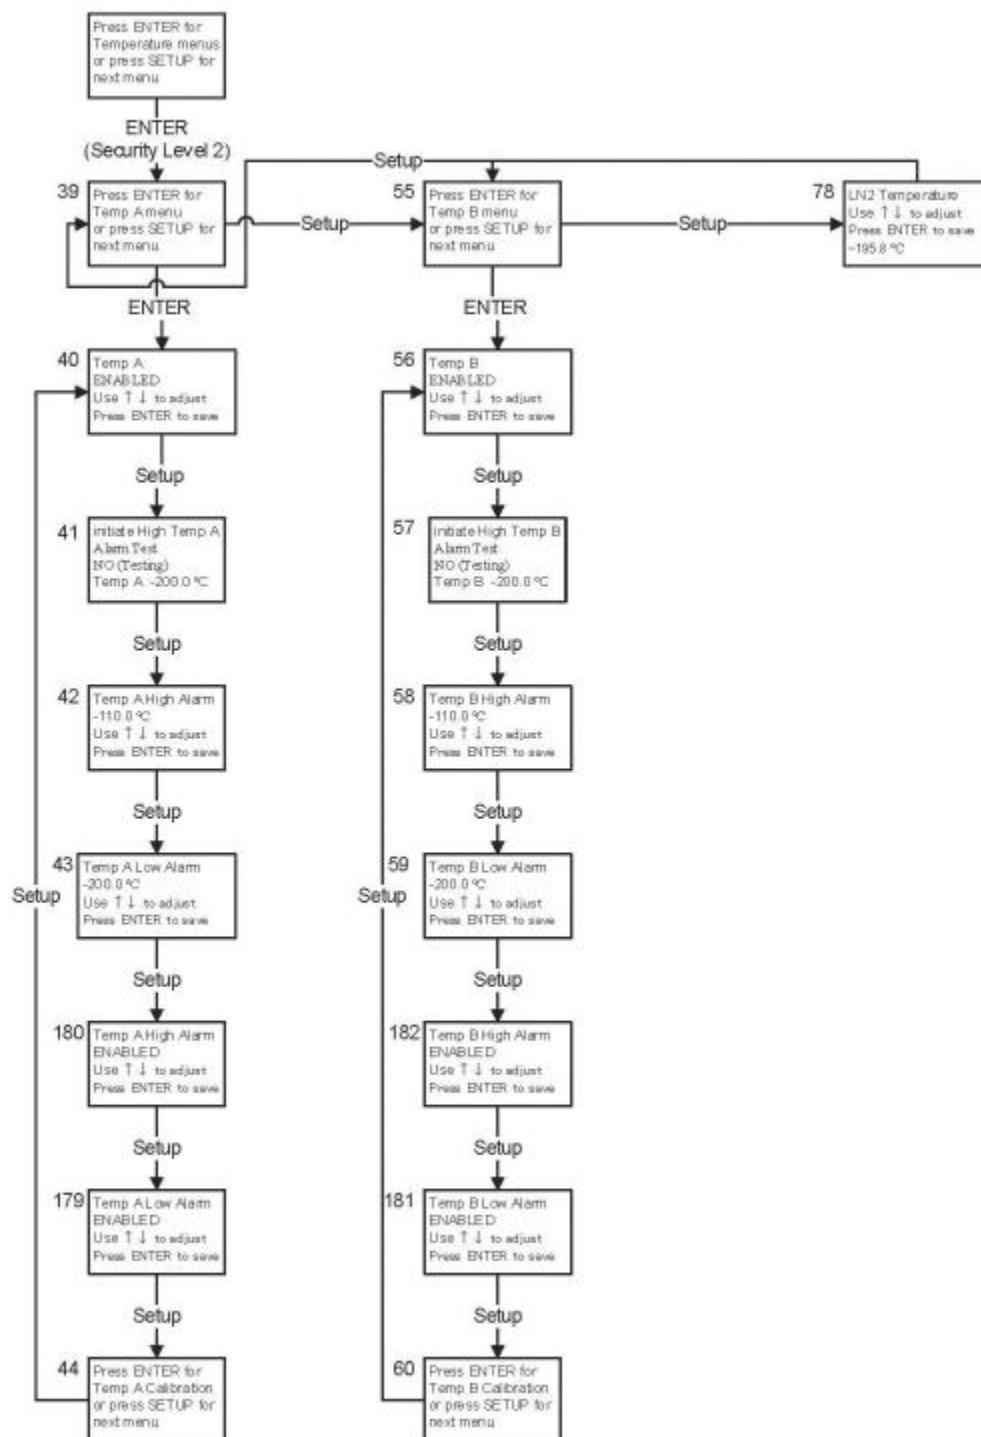 Press ENTER for
Temperature menus
or press SETUP for
next menu
ENTER
(Security Level 2)
Setup
39
Press ENTER for
Temp A menu
or press SETUP for
next menu
Setup
55
Press ENTER for
Temp B menu
or press SETUP for
next menu
Setup
78
LN2 Temperature
Use ↑ ↓ to adjust
Press ENTER to save
-195.8 ºC
ENTER
ENTER
40
Temp A
ENABLED
Use ↑ ↓ to adjust
Press ENTER to save
56
Temp B
ENABLED
Use ↑ ↓ to adjust
Press ENTER to save
Setup
Setup
41
initiate High Temp A
Alarm Test
NO (Testing)
Temp A -200.0 ºC
57
initiate High Temp B
Alarm Test
NO (Testing)
Temp B -200.0 ºC
Setup
Setup
42
Temp A High Alarm
-110.0 ºC
Use ↑ ↓ to adjust
Press ENTER to save
58
Temp B High Alarm
-110.0 ºC
Use ↑ ↓ to adjust
Press ENTER to save
Setup
Setup
43
Temp A Low Alarm
-200.0 ºC
Use ↑ ↓ to adjust
Press ENTER to save
59
Temp B Low Alarm
-200.0 ºC
Use ↑ ↓ to adjust
Press ENTER to save
Setup
Setup
Setup
Setup
180
Temp A High Alarm
ENABLED
Use ↑ ↓ to adjust
Press ENTER to save
182
Temp B High Alarm
ENABLED
Use ↑ ↓ to adjust
Press ENTER to save
Setup
Setup
179
Temp A Low Alarm
ENABLED
Use ↑ ↓ to adjust
Press ENTER to save
181
Temp B Low Alarm
ENABLED
Use ↑ ↓ to adjust
Press ENTER to save
Setup
Setup
44
Press ENTER for
Temp A Calibration
or press SETUP for
next menu
60
Press ENTER for
Temp B Calibration
or press SETUP for
next menu